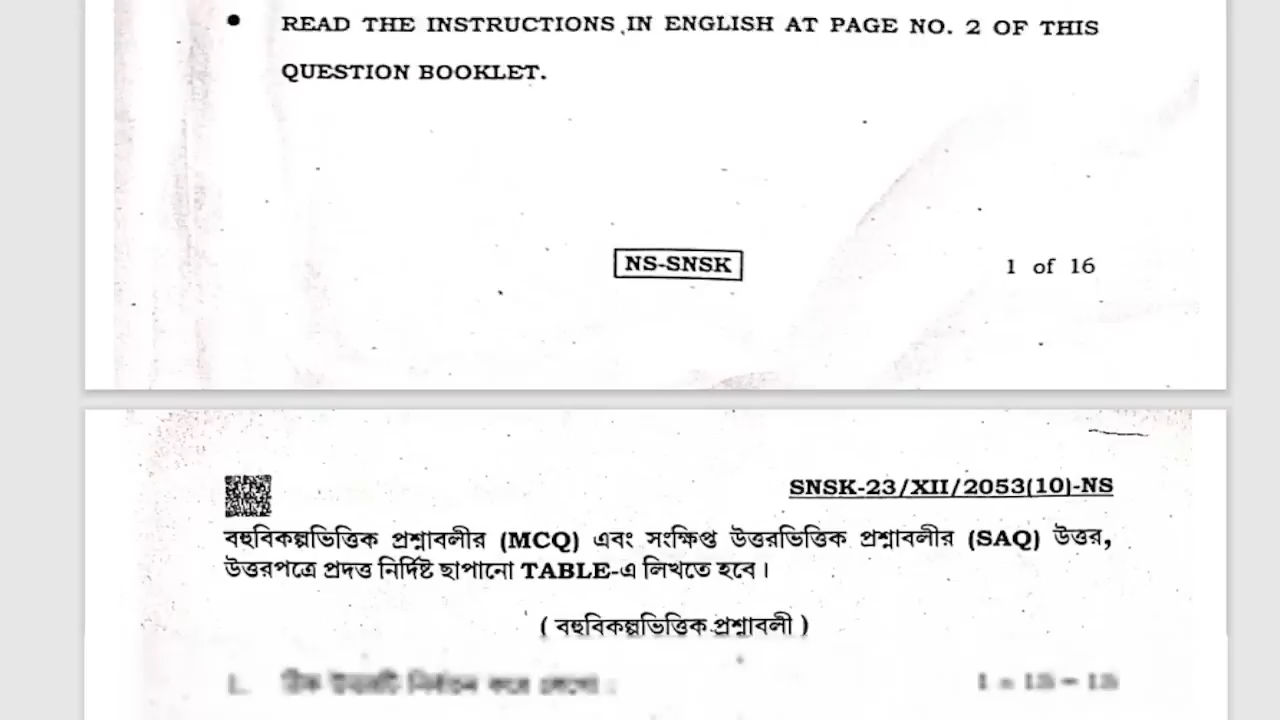 • READ THE INSTRUCTIONS IN ENGLISH AT PAGE NO. 2 OF THIS
QUESTION BOOKLET.
NS-SNSK
1 of 16
SNSK-23/XII/2053(10)-NS
বহুবিকল্পভিত্তিক প্রশ্নাবলীর (MCQ) এবং সংক্ষিপ্ত উত্তরভিত্তিক প্রশ্নাবলীর (SAQ) উত্তর,
উত্তরপত্রে প্রদত্ত নির্দিষ্ট ছাপানো TABLE-এ লিখতে হবে।
( বহুবিকল্পভিত্তিক প্রশ্নাবলী )
1.